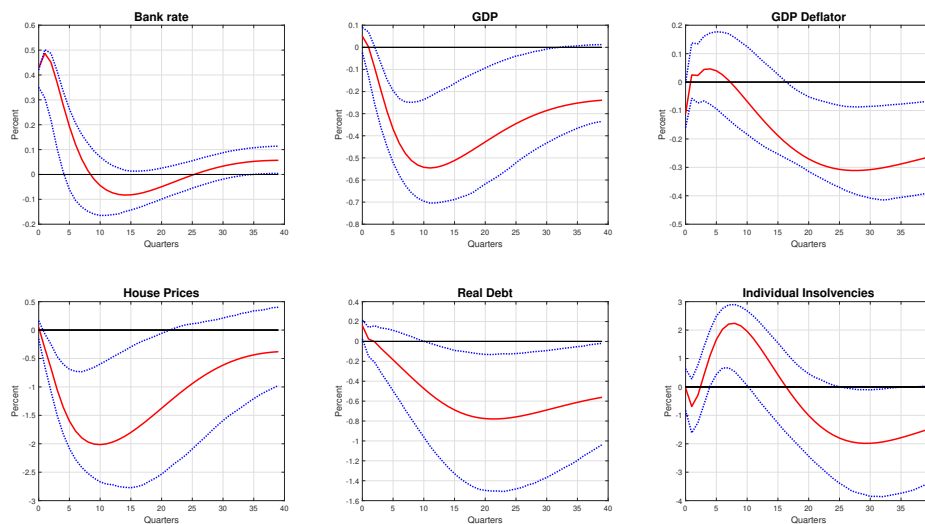 Bank rate
GDP
GDP Deflator
Percent
0.6
0.5
0.4
0.3
0.2
0.1
0
-0.1
-0.2
0 5 10 15 20 25 30 35 40
Quarters
Percent
0.1
0
-0.1
-0.2
-0.3
-0.4
-0.5
-0.6
-0.7
-0.8
0 5 10 15 20 25 30 35 40
Quarters
Percent
0.2
0.1
0
-0.1
-0.2
-0.3
-0.4
-0.5
0 5 10 15 20 25 30 35
Quarters
House Prices
Real Debt
Individual Insolvencies
Percent
0.5
0
-0.5
-1
-1.5
-2
-2.5
-3
0 5 10 15 20 25 30 35 40
Quarters
Percent
0.4
0.2
0
-0.2
-0.4
-0.6
-0.8
-1
-1.2
-1.4
-1.6
0 5 10 15 20 25 30 35 40
Quarters
Percent
3
2
1
0
-1
-2
-3
-4
0 5 10 15 20 25 30 35
Quarters